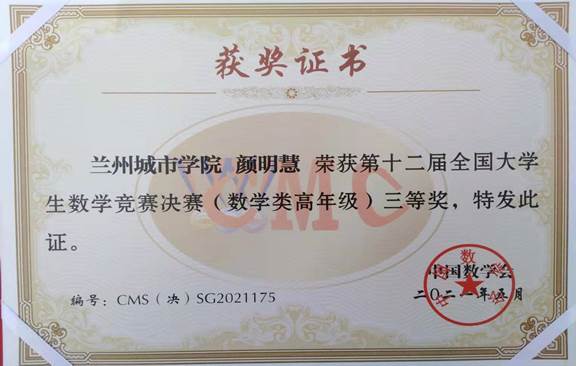 获奖证书
兰州城市学院 颜明慧 荣获第十二届全国大学
生数学竞赛决赛（数学类高年级）三等奖，特发此
证。
中国数学会
编号：CMS（决）SG2021175
二〇二一年五月
CMC